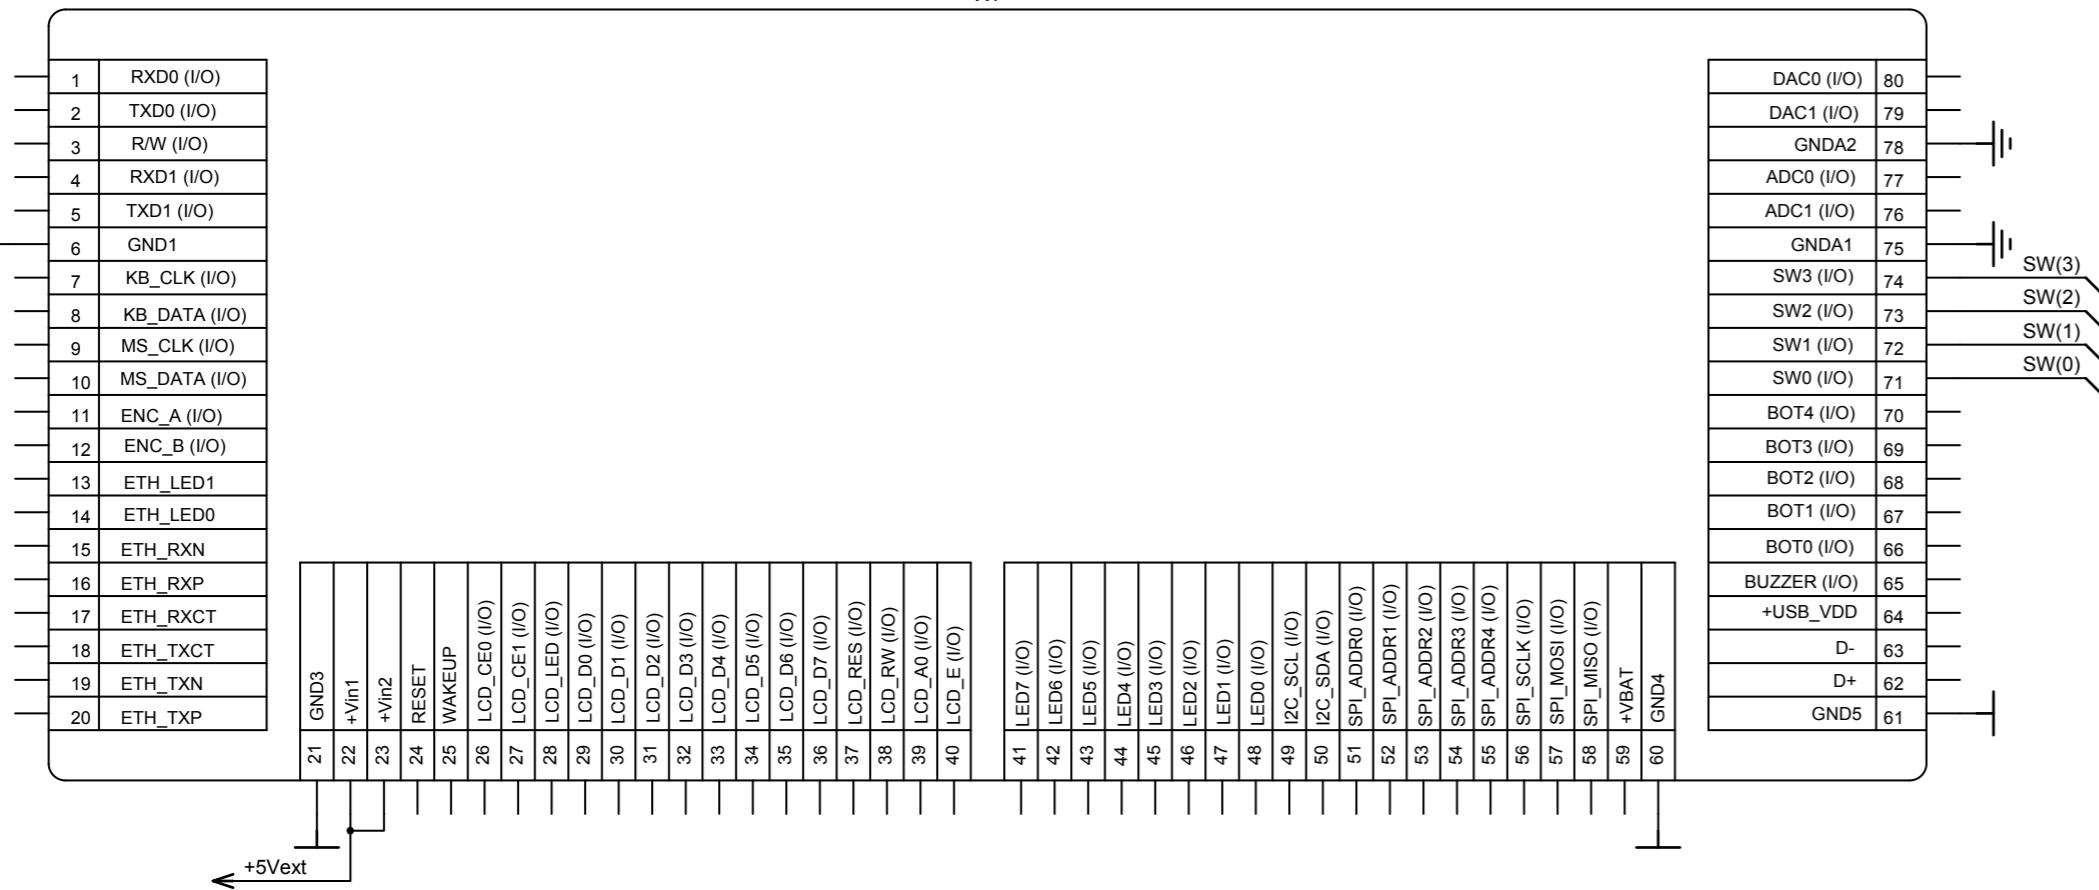 1 RXD0 (I/O)
2 TXD0 (I/O)
3 R/W (I/O)
4 RXD1 (I/O)
5 TXD1 (I/O)
6 GND1
7 KB_CLK (I/O)
8 KB_DATA (I/O)
9 MS_CLK (I/O)
10 MS_DATA (I/O)
11 ENC_A (I/O)
12 ENC_B (I/O)
13 ETH_LED1
14 ETH_LED0
15 ETH_RXN
16 ETH_RXP
17 ETH_RXCT
18 ETH_TXCT
19 ETH_TXN
20 ETH_TXP
GND3 21
+Vin1 22
+Vin2 23
RESET 24
WAKEUP 25
LCD_CE0 (I/O) 26
LCD_CE1 (I/O) 27
LCD_LED (I/O) 28
LCD_D0 (I/O) 29
LCD_D1 (I/O) 30
LCD_D2 (I/O) 31
LCD_D3 (I/O) 32
LCD_D4 (I/O) 33
LCD_D5 (I/O) 34
LCD_D6 (I/O) 35
LCD_D7 (I/O) 36
LCD_RES (I/O) 37
LCD_RW (I/O) 38
LCD_A0 (I/O) 39
LCD_E (I/O) 40
LED7 (I/O) 41
LED6 (I/O) 42
LED5 (I/O) 43
LED4 (I/O) 44
LED3 (I/O) 45
LED2 (I/O) 46
LED1 (I/O) 47
LED0 (I/O) 48
I2C_SCL (I/O) 49
I2C_SDA (I/O) 50
SPI_ADDR0 (I/O) 51
SPI_ADDR1 (I/O) 52
SPI_ADDR2 (I/O) 53
SPI_ADDR3 (I/O) 54
SPI_ADDR4 (I/O) 55
SPI_SCLK (I/O) 56
SPI_MOSI (I/O) 57
SPI_MISO (I/O) 58
+VBAT 59
GND4 60
DAC0 (I/O) 80
DAC1 (I/O) 79
GNDA2 78
ADC0 (I/O) 77
ADC1 (I/O) 76
GNDA1 75
SW3 (I/O) 74 SW(3)
SW2 (I/O) 73 SW(2)
SW1 (I/O) 72 SW(1)
SW0 (I/O) 71 SW(0)
BOT4 (I/O) 70
BOT3 (I/O) 69
BOT2 (I/O) 68
BOT1 (I/O) 67
BOT0 (I/O) 66
BUZZER (I/O) 65
+USB_VDD 64
D- 63
D+ 62
GND5 61
+5Vext